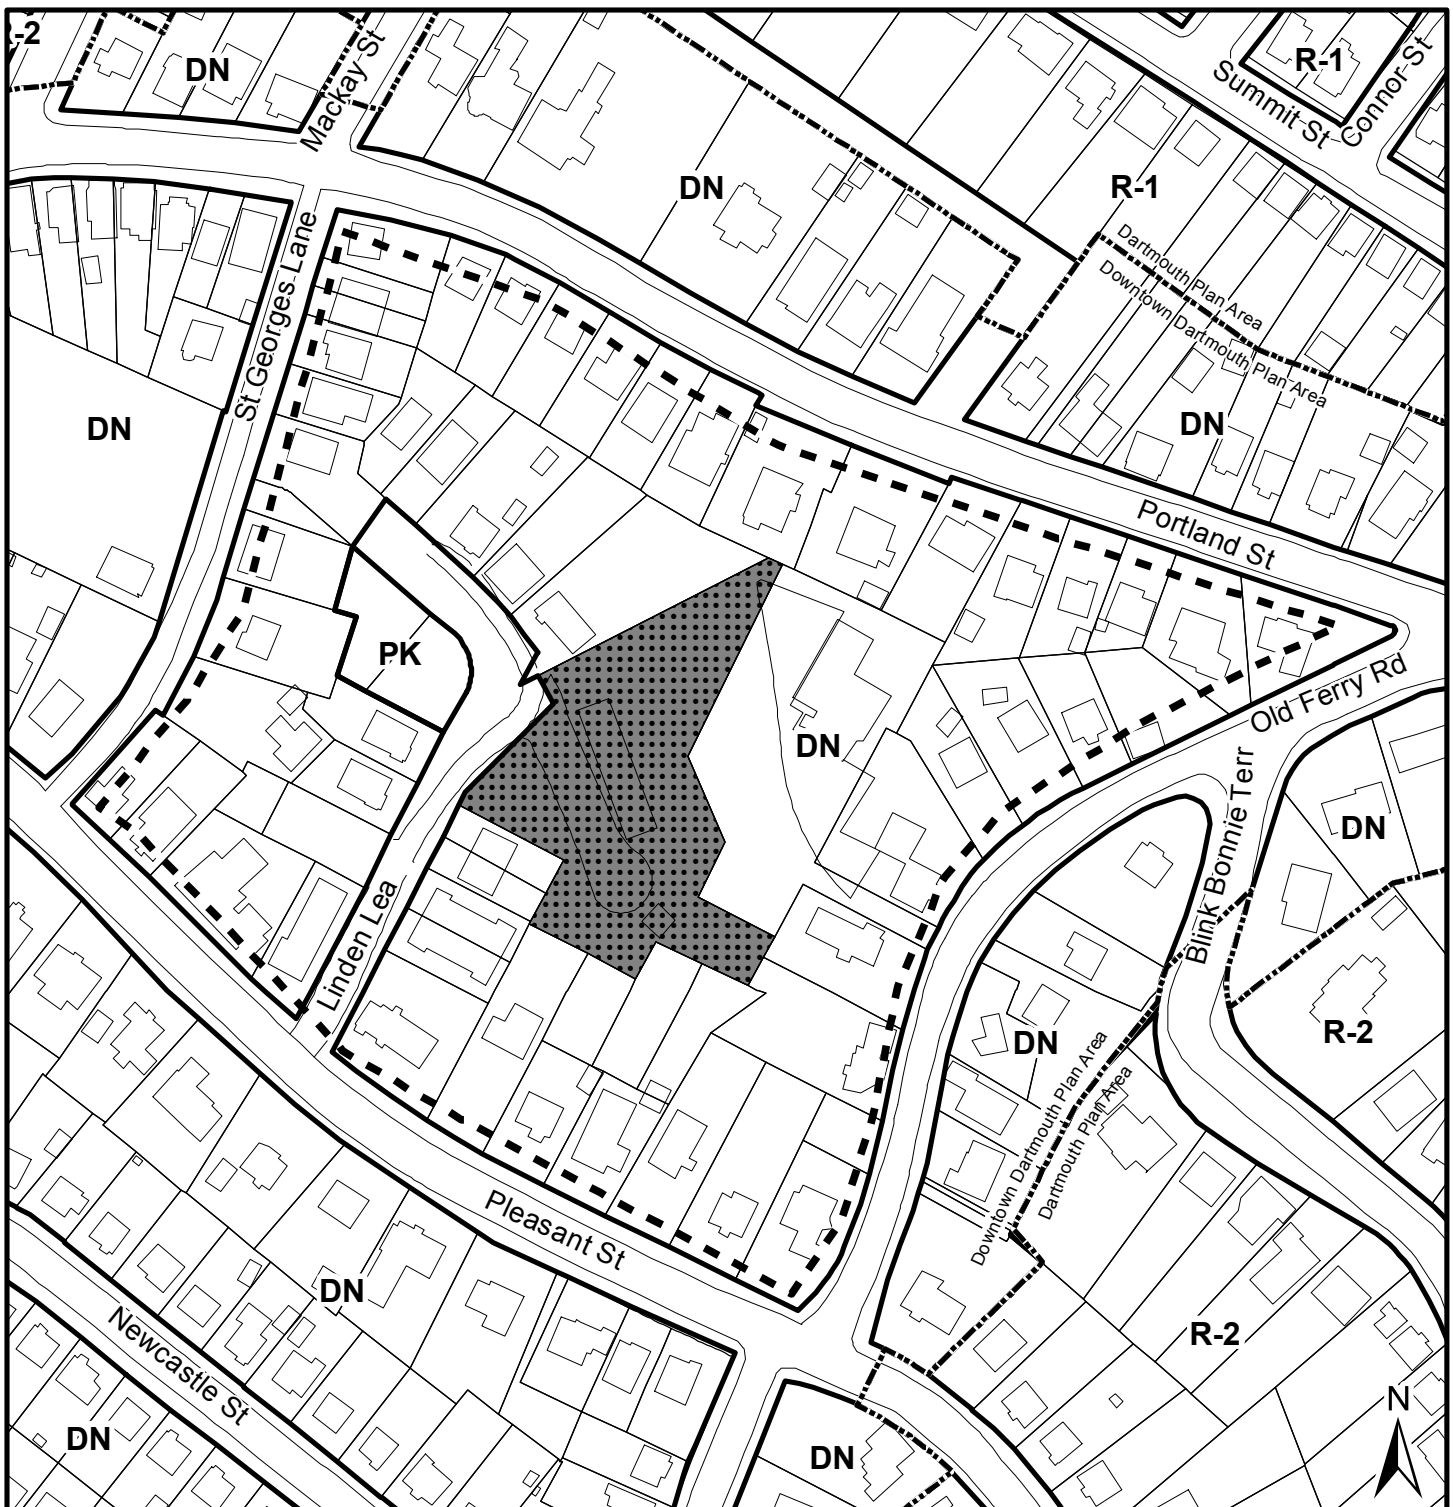 R-2
DN
Mackay St
R-1
Summit St
Connor St
DN
R-1
St Georges Lane
Dartmouth Plan Area
Downtown Dartmouth Plan Area
DN
DN
Portland St
PK
Old Ferry Rd
DN
Blink Bonnie Terr
DN
Linden Lea
DN
R-2
Downtown Dartmouth Plan Area
Dartmouth Plan Area
Pleasant St
DN
Newcastle St
R-2
N
DN
DN